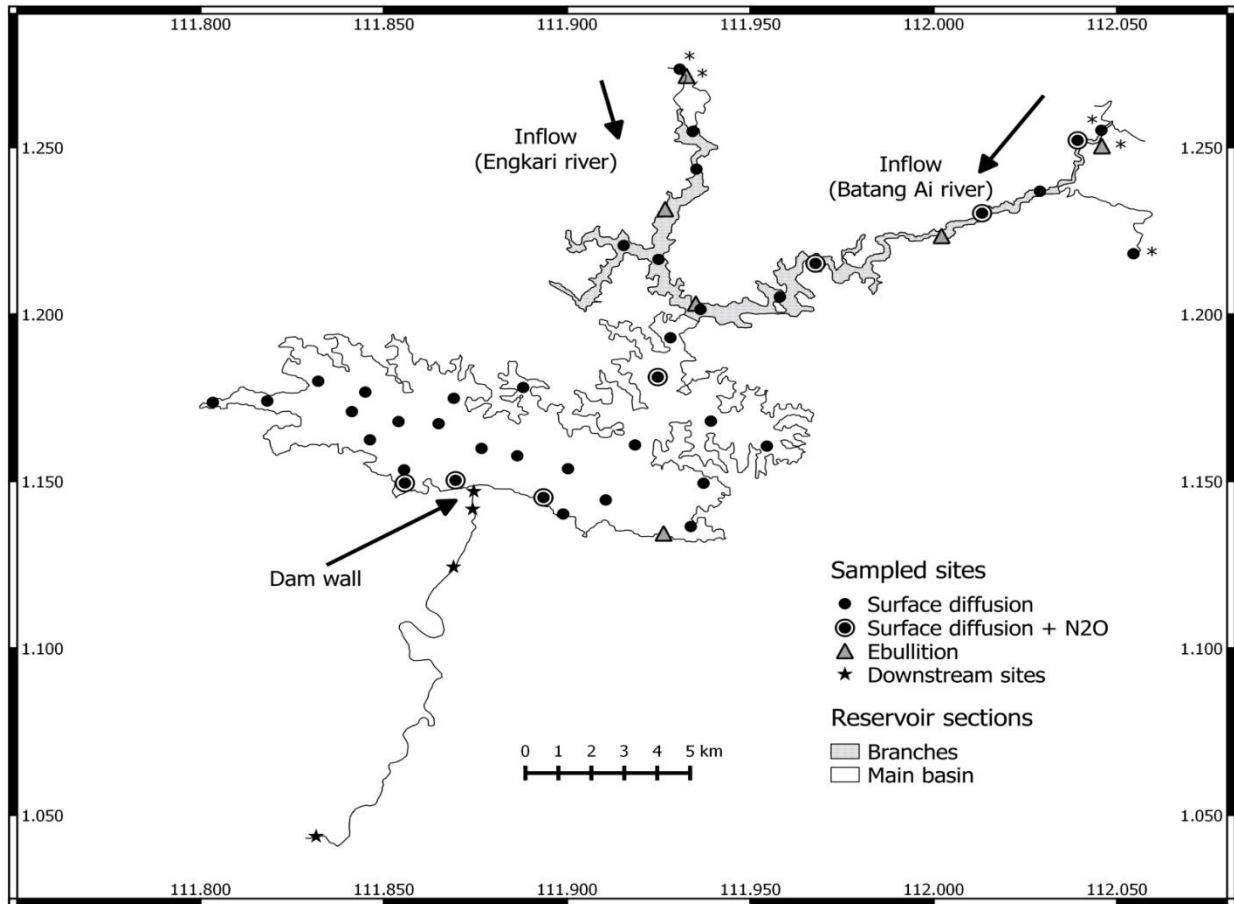 111.800 111.850 111.900 111.950 112.000 112.050
* *
Inflow
(Engkari river)
Inflow
(Batang Ai river)
* *
*
1.250 1.250
1.200 1.200
1.150 1.150
Dam wall
Sampled sites
Surface diffusion
Surface diffusion + N2O
Ebullition
Downstream sites
1.100 1.100
Reservoir sections
Branches
Main basin
0 1 2 3 4 5 km
1.050 1.050
111.800 111.850 111.900 111.950 112.000 112.050